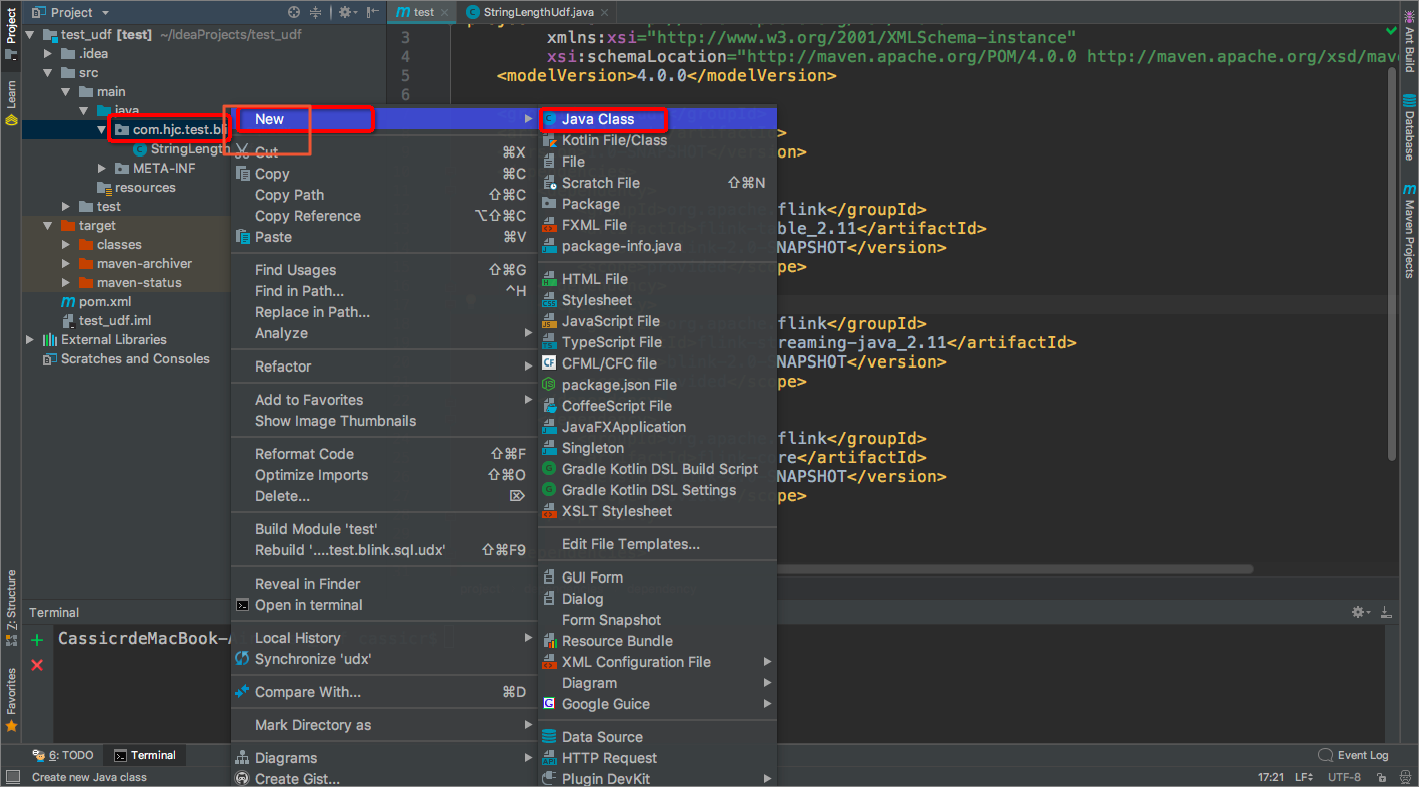 Project
test
StringLengthUdf.java
test_udf [test] ~/IdeaProjects/test_udf
.idea
src
main
java
com.hjc.test.bli
StringLength
META-INF
resources
test
target
classes
maven-archiver
maven-status
pom.xml
test_udf.iml
External Libraries
Scratches and Consoles
Project
Learn
Z: Structure
Favorites
3
4
5
6
xmlns:xsi="http://www.w3.org/2001/XMLSchema-instance"
xsi:schemaLocation="http://maven.apache.org/POM/4.0.0 http://maven.apache.org/xsd/mav
<modelVersion>4.0.0</modelVersion>
>
on>
flink</groupId>
ble_2.11</artifactId>
NAPSHOT</version>
pe>
flink</groupId>
reaming-java_2.11</artifactId>
NAPSHOT</version>
pe>
flink</groupId>
re</artifactId>
NAPSHOT</version>
pe>
New
Cut ⌘X
Copy ⌘C
Copy Path ⇧⌘C
Copy Reference ⌥⇧⌘C
Paste ⌘V
Find Usages ⇧⌘G
Find in Path... ^H
Replace in Path...
Analyze
Refactor
Add to Favorites
Show Image Thumbnails
Reformat Code ⇧⌘F
Optimize Imports ⇧⌘O
Delete... ⌦
Build Module 'test'
Rebuild '....test.blink.sql.udx' ⇧⌘F9
Reveal in Finder
Open in terminal
Local History
Synchronize 'udx'
Compare With... ⌘D
Mark Directory as
Diagrams
Create Gist...
Java Class
Kotlin File/Class
File
Scratch File ⇧⌘N
Package
FXML File
package-info.java
HTML File
Stylesheet
JavaScript File
TypeScript File
CFML/CFC file
package.json File
CoffeeScript File
JavaFXApplication
Singleton
Gradle Kotlin DSL Build Script
Gradle Kotlin DSL Settings
XSLT Stylesheet
Edit File Templates...
GUI Form
Dialog
Form Snapshot
Resource Bundle
XML Configuration File
Diagram
Google Guice
Data Source
HTTP Request
Plugin DevKit
Ant Build
Database
Maven Projects
Terminal
CassicrdeMacBook-
6: TODO
Terminal
Event Log
Create new Java class
17:21 LF UTF-8